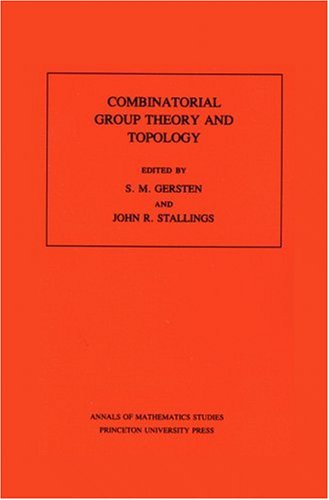 COMBINATORIAL
GROUP THEORY AND
TOPOLOGY
EDITED BY
S. M. GERSTEN
AND
JOHN R. STALLINGS
ANNALS OF MATHEMATICS STUDIES
PRINCETON UNIVERSITY PRESS